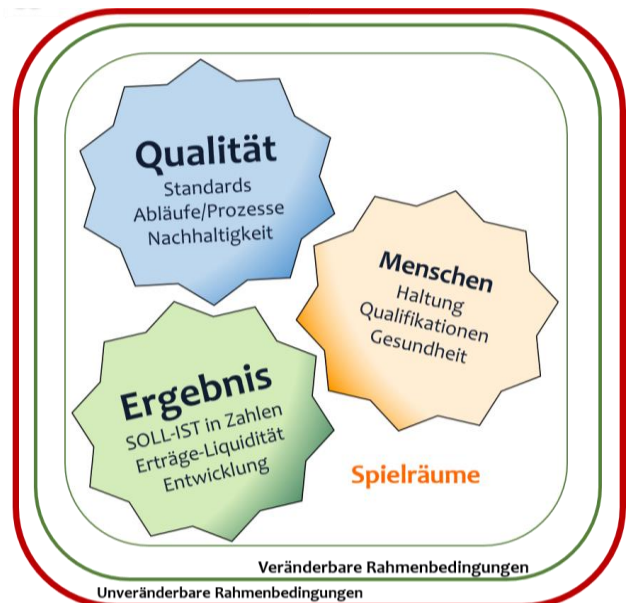 Qualität
Standards
Abläufe/Prozesse
Nachhaltigkeit
Menschen
Haltung
Qualifikationen
Gesundheit
Ergebnis
SOLL-IST in Zahlen
Erträge-Liquidität
Entwicklung
Spielräume
Veränderbare Rahmenbedingungen
Unveränderbare Rahmenbedingungen